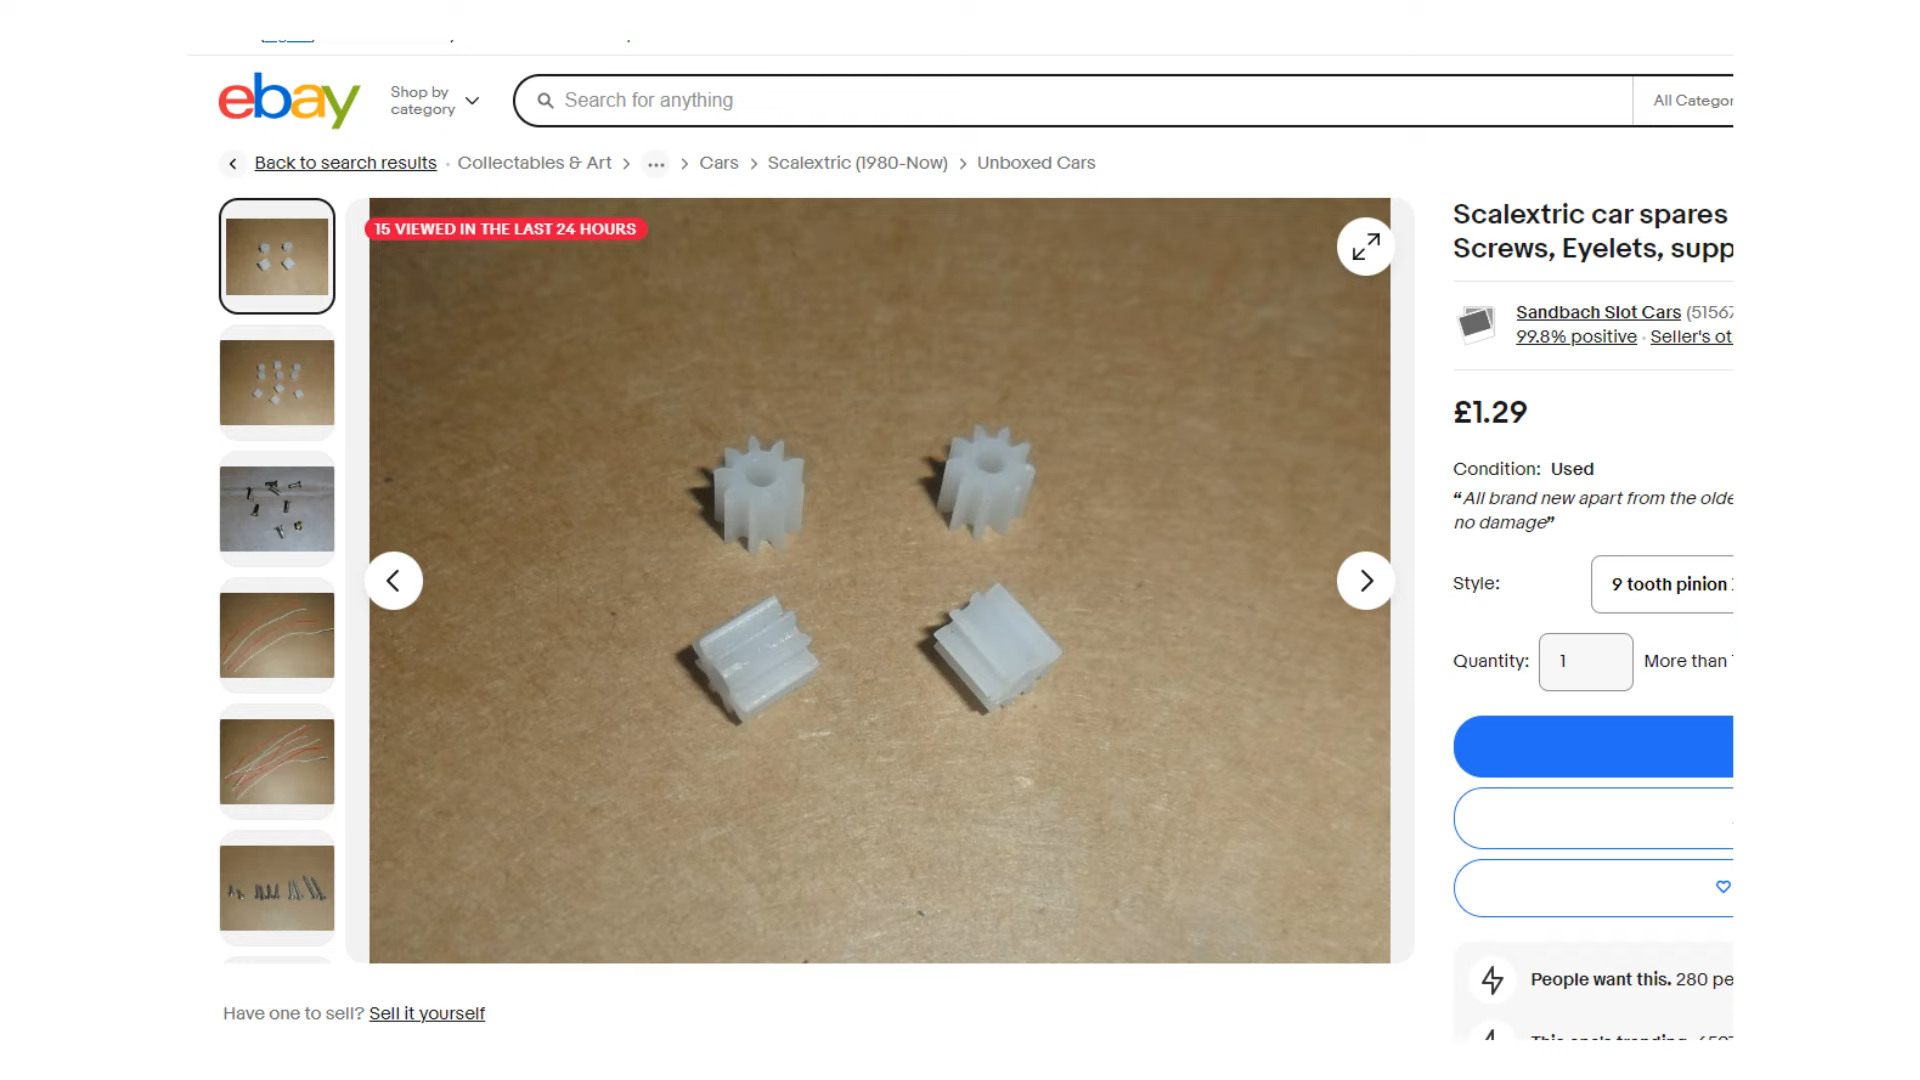 ebay
Shop by
category
Search for anything
All Categor
Back to search results
Collectables & Art
...
Cars
Scalextric (1980-Now)
Unboxed Cars
15 VIEWED IN THE LAST 24 HOURS
Scalextric car spares
Screws, Eyelets, supp
Sandbach Slot Cars (51567
99.8% positive · Seller's ot
£1.29
Condition: Used
“All brand new apart from the olde
no damage”
Style: 9 tooth pinion
Quantity: 1 More than
People want this. 280 pe
Have one to sell? Sell it yourself